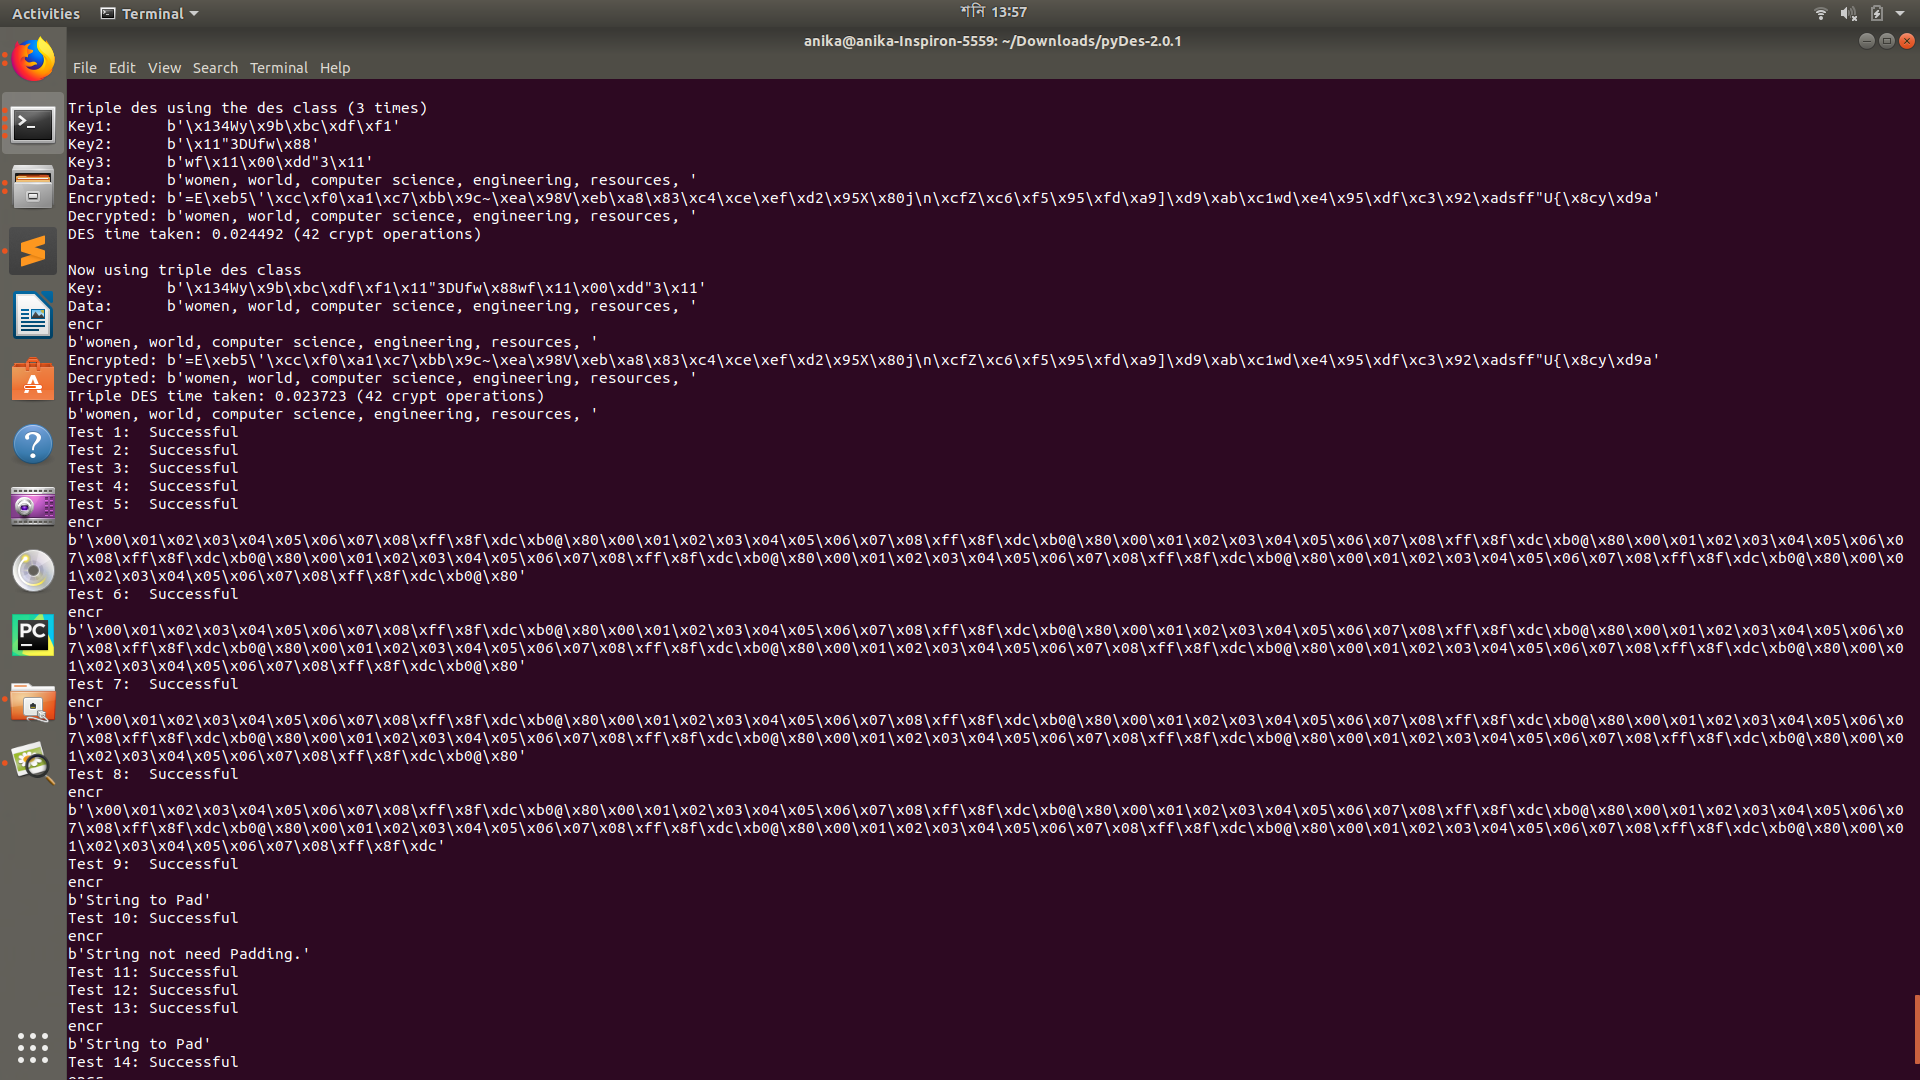 Activities Terminal শনি 13:57
anika@anika-Inspiron-5559: ~/Downloads/pyDes-2.0.1
File Edit View Search Terminal Help
Triple des using the des class (3 times)
Key1:      b'\x134Wy\x9b\xbc\xdf\xf1'
Key2:      b'\x11"3DUfw\x88'
Key3:      b'wf\x11\x00\xdd"3\x11'
Data:      b'women, world, computer science, engineering, resources, '
Encrypted: b'=E\xeb5\'\xcc\xf0\xa1\xc7\xbb\x9c~\xea\x98V\xeb\xa8\x83\xc4\xce\xef\xd2\x95X\x80j\n\xcfZ\xc6\xf5\x95\xfd\xa9]\xd9\xab\xc1wd\xe4\x95\xdf\xc3\x92\xadsff"U{\x8cy\xd9a'
Decrypted: b'women, world, computer science, engineering, resources, '
DES time taken: 0.024492 (42 crypt operations)
Now using triple des class
Key:       b'\x134Wy\x9b\xbc\xdf\xf1\x11"3DUfw\x88wf\x11\x00\xdd"3\x11'
Data:      b'women, world, computer science, engineering, resources, '
encr
b'women, world, computer science, engineering, resources, '
Encrypted: b'=E\xeb5\'\xcc\xf0\xa1\xc7\xbb\x9c~\xea\x98V\xeb\xa8\x83\xc4\xce\xef\xd2\x95X\x80j\n\xcfZ\xc6\xf5\x95\xfd\xa9]\xd9\xab\xc1wd\xe4\x95\xdf\xc3\x92\xadsff"U{\x8cy\xd9a'
Decrypted: b'women, world, computer science, engineering, resources, '
Triple DES time taken: 0.023723 (42 crypt operations)
b'women, world, computer science, engineering, resources, '
Test 1:  Successful
Test 2:  Successful
Test 3:  Successful
Test 4:  Successful
Test 5:  Successful
encr
b'\x00\x01\x02\x03\x04\x05\x06\x07\x08\xff\x8f\xdc\xb0@\x80\x00\x01\x02\x03\x04\x05\x06\x07\x08\xff\x8f\xdc\xb0@\x80\x00\x01\x02\x03\x04\x05\x06\x07\x08\xff\x8f\xdc\xb0@\x80\x00\x01\x02\x03\x04\x05\x06\x0
7\x08\xff\x8f\xdc\xb0@\x80\x00\x01\x02\x03\x04\x05\x06\x07\x08\xff\x8f\xdc\xb0@\x80\x00\x01\x02\x03\x04\x05\x06\x07\x08\xff\x8f\xdc\xb0@\x80\x00\x01\x02\x03\x04\x05\x06\x07\x08\xff\x8f\xdc\xb0@\x80\x00\x0
1\x02\x03\x04\x05\x06\x07\x08\xff\x8f\xdc\xb0@\x80'
Test 6:  Successful
encr
b'\x00\x01\x02\x03\x04\x05\x06\x07\x08\xff\x8f\xdc\xb0@\x80\x00\x01\x02\x03\x04\x05\x06\x07\x08\xff\x8f\xdc\xb0@\x80\x00\x01\x02\x03\x04\x05\x06\x07\x08\xff\x8f\xdc\xb0@\x80\x00\x01\x02\x03\x04\x05\x06\x0
7\x08\xff\x8f\xdc\xb0@\x80\x00\x01\x02\x03\x04\x05\x06\x07\x08\xff\x8f\xdc\xb0@\x80\x00\x01\x02\x03\x04\x05\x06\x07\x08\xff\x8f\xdc\xb0@\x80\x00\x01\x02\x03\x04\x05\x06\x07\x08\xff\x8f\xdc\xb0@\x80\x00\x0
1\x02\x03\x04\x05\x06\x07\x08\xff\x8f\xdc\xb0@\x80'
Test 7:  Successful
encr
b'\x00\x01\x02\x03\x04\x05\x06\x07\x08\xff\x8f\xdc\xb0@\x80\x00\x01\x02\x03\x04\x05\x06\x07\x08\xff\x8f\xdc\xb0@\x80\x00\x01\x02\x03\x04\x05\x06\x07\x08\xff\x8f\xdc\xb0@\x80\x00\x01\x02\x03\x04\x05\x06\x0
7\x08\xff\x8f\xdc\xb0@\x80\x00\x01\x02\x03\x04\x05\x06\x07\x08\xff\x8f\xdc\xb0@\x80\x00\x01\x02\x03\x04\x05\x06\x07\x08\xff\x8f\xdc\xb0@\x80\x00\x01\x02\x03\x04\x05\x06\x07\x08\xff\x8f\xdc\xb0@\x80\x00\x0
1\x02\x03\x04\x05\x06\x07\x08\xff\x8f\xdc\xb0@\x80'
Test 8:  Successful
encr
b'\x00\x01\x02\x03\x04\x05\x06\x07\x08\xff\x8f\xdc\xb0@\x80\x00\x01\x02\x03\x04\x05\x06\x07\x08\xff\x8f\xdc\xb0@\x80\x00\x01\x02\x03\x04\x05\x06\x07\x08\xff\x8f\xdc\xb0@\x80\x00\x01\x02\x03\x04\x05\x06\x0
7\x08\xff\x8f\xdc\xb0@\x80\x00\x01\x02\x03\x04\x05\x06\x07\x08\xff\x8f\xdc\xb0@\x80\x00\x01\x02\x03\x04\x05\x06\x07\x08\xff\x8f\xdc\xb0@\x80\x00\x01\x02\x03\x04\x05\x06\x07\x08\xff\x8f\xdc\xb0@\x80\x00\x0
1\x02\x03\x04\x05\x06\x07\x08\xff\x8f\xdc'
Test 9:  Successful
encr
b'String to Pad'
Test 10: Successful
encr
b'String not need Padding.'
Test 11: Successful
Test 12: Successful
Test 13: Successful
encr
b'String to Pad'
Test 14: Successful
PC